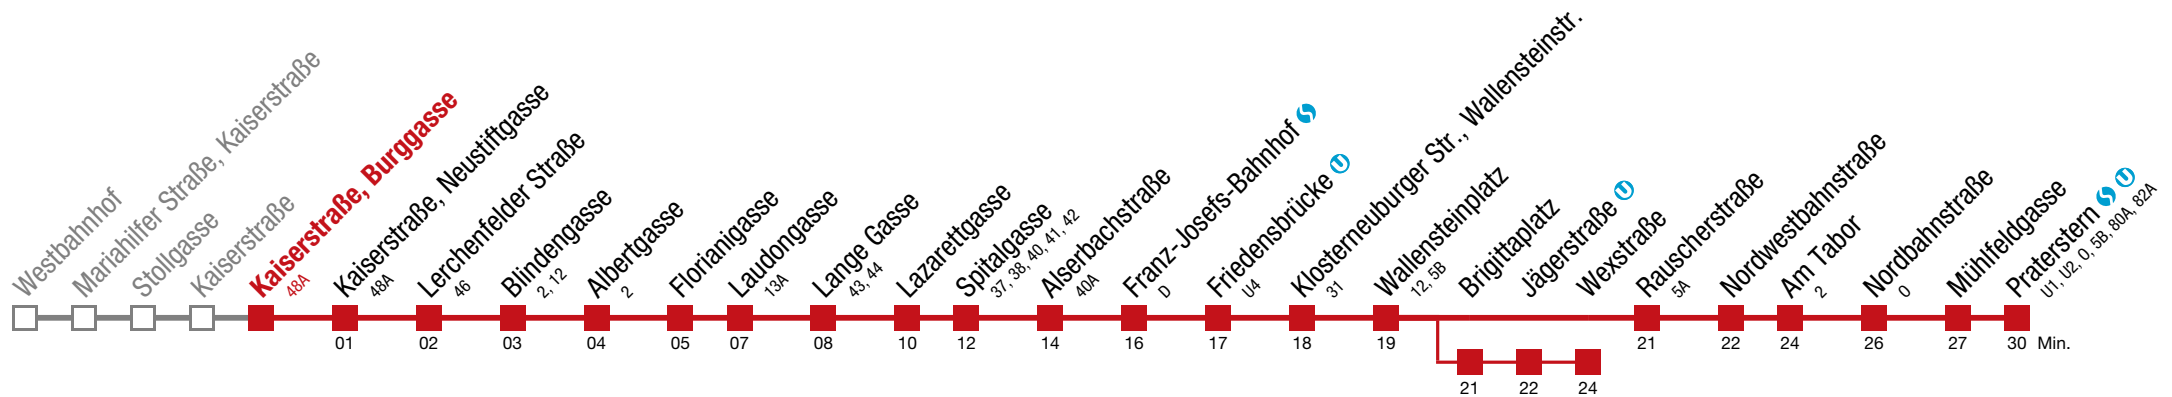 Westbahnhof
Mariahilfer Straße, Kaiserstraße
Stollgasse
Kaiserstraße
Kaiserstraße, Burggasse
48A
Kaiserstraße, Neustiftgasse
48A
01
Lerchenfelder Straße
46
02
Blindengasse
2, 12
03
Albertgasse
2
04
Florianigasse
05
Laudongasse
13A
07
Lange Gasse
43, 44
08
Lazarettgasse
10
Spitalgasse
37, 38, 40, 41, 42
12
Alserbachstraße
40A
14
Franz-Josefs-Bahnhof S
D
16
Friedensbrücke U
U4
17
Klosterneuburger Str., Wallensteinstr.
31
18
Wallensteinplatz
12, 5B
19
Brigittaplatz
21
Jägerstraße U
22
Wexstraße
24
Rauscherstraße
5A
21
Nordwestbahnstraße
22
Am Tabor
2
24
Nordbahnstraße
O
26
Mühlfeldgasse
27
Praterstern S U
U1, U2, O, 5B, 80A, 82A
30 Min.